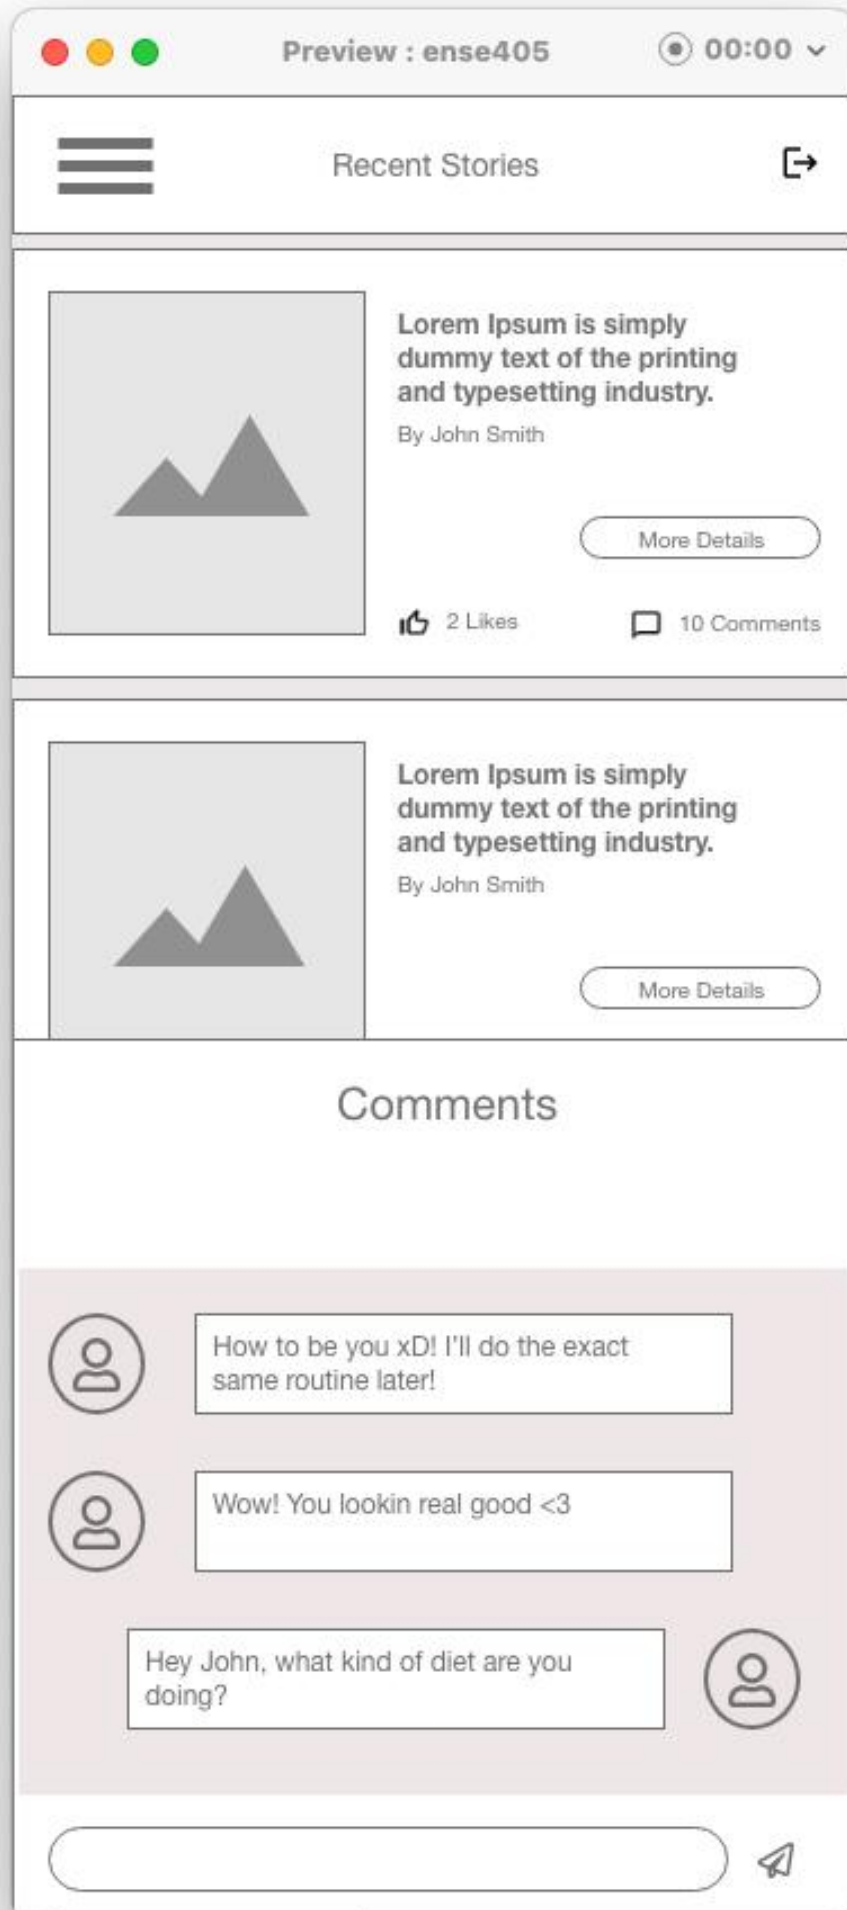 Preview : ense405
00:00
Recent Stories
Lorem Ipsum is simply
dummy text of the printing
and typesetting industry.
By John Smith
More Details
2 Likes
10 Comments
Lorem Ipsum is simply
dummy text of the printing
and typesetting industry.
By John Smith
More Details
Comments
How to be you xD! I'll do the exact
same routine later!
Wow! You lookin real good <3
Hey John, what kind of diet are you
doing?